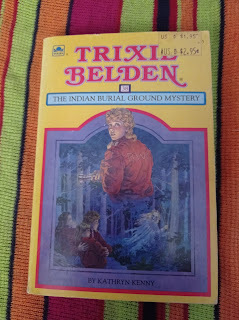 TRIXIE
BELDEN
THE INDIAN BURIAL GROUND MYSTERY
BY KATHRYN KENNY